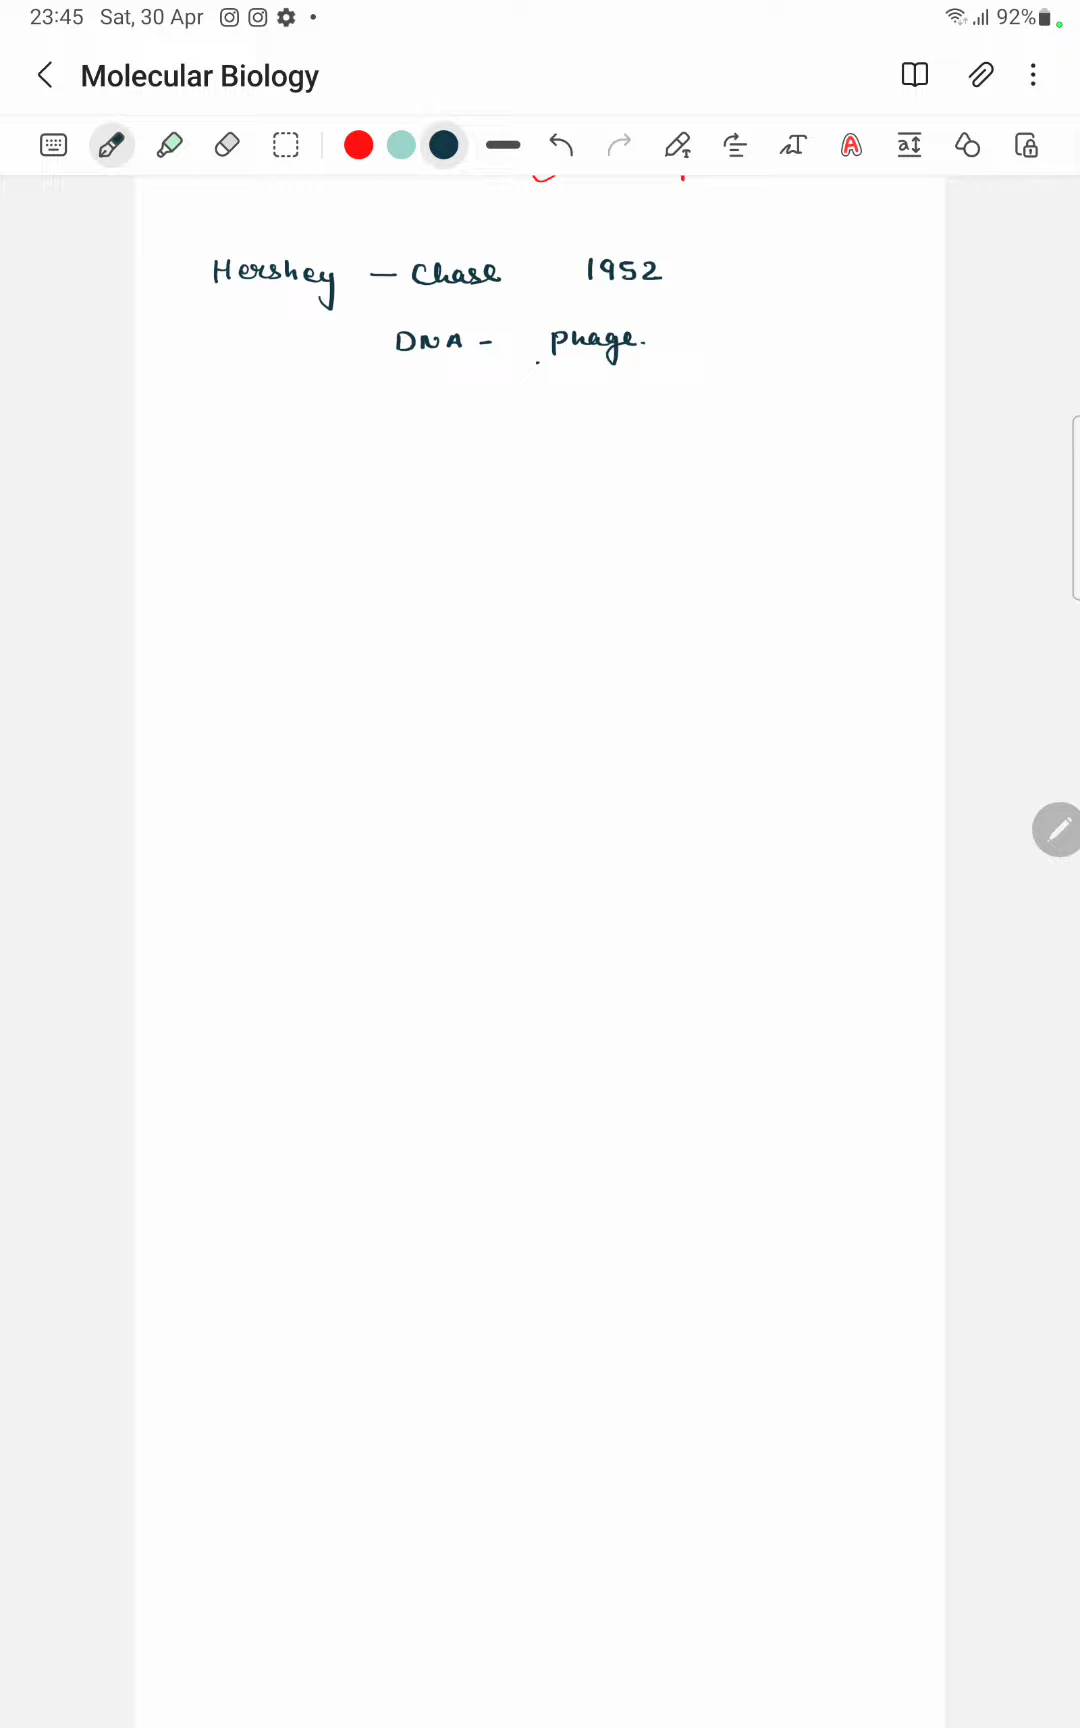 23:45 Sat, 30 Apr 92%
Molecular Biology
Hershey — Chase 1952
DNA - phage.